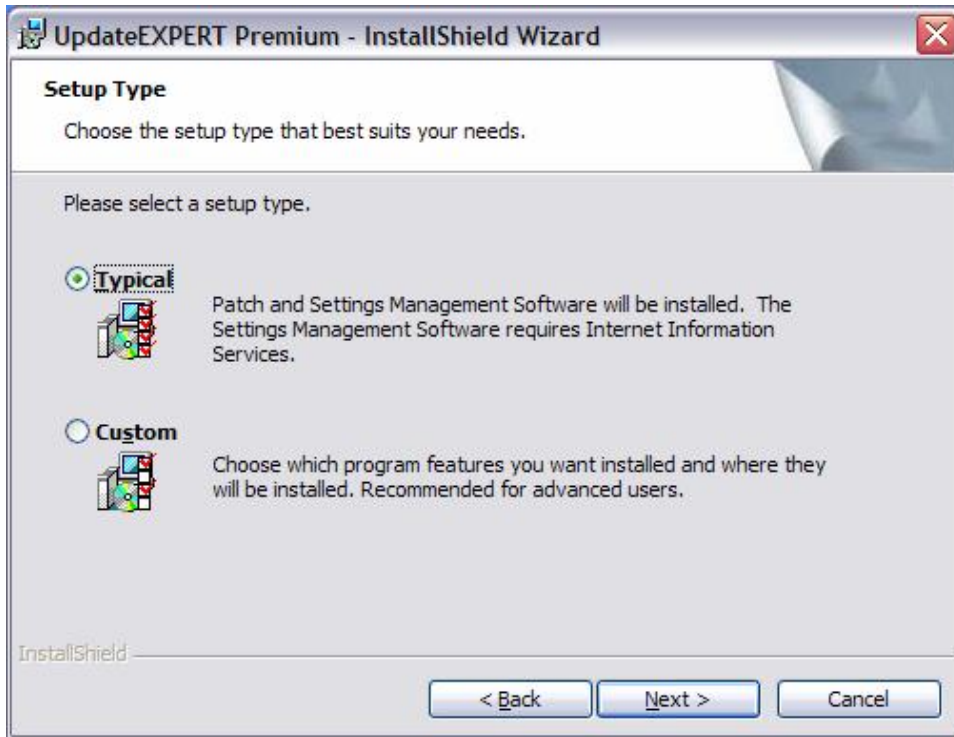 UpdateEXPERT Premium - InstallShield Wizard
Setup Type
Choose the setup type that best suits your needs.
Please select a setup type.
Typical
Patch and Settings Management Software will be installed.  The
Settings Management Software requires Internet Information
Services.
Custom
Choose which program features you want installed and where they
will be installed. Recommended for advanced users.
InstallShield
< Back
Next >
Cancel